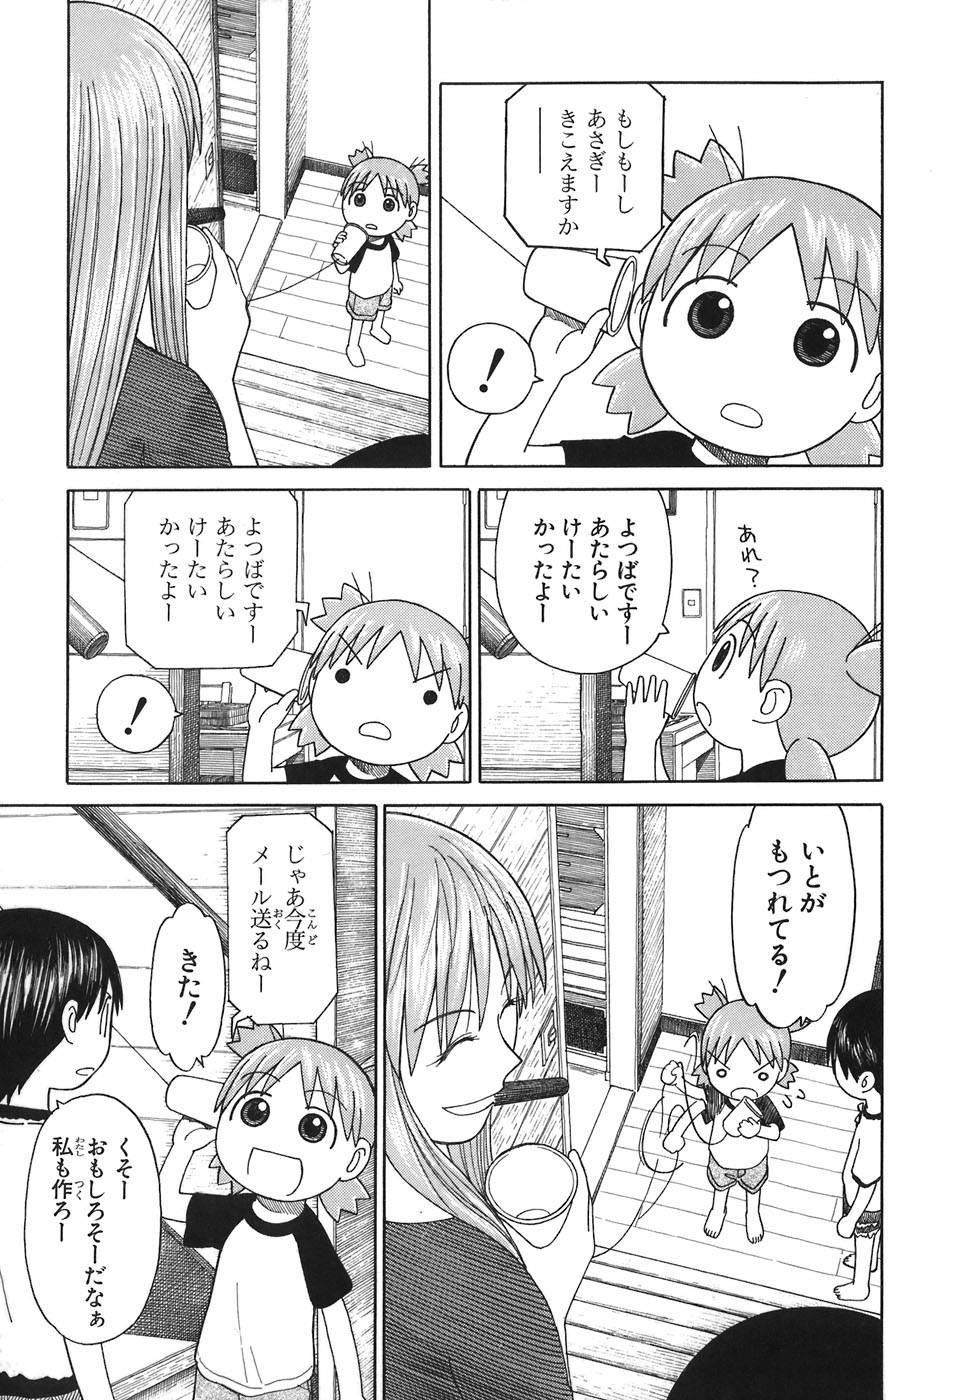 もしもーし
あさぎー
きこえますか
ーー
！
あれ？
よつばですー
あたらしい
けーたい
かったよー
よつばですー
あたらしい
けーたい
かったよー
！
いとが
もつれてる！
じゃあ今度
メール送るねー
きた！
くそー
おもしろそーだなぁ
私も作ろー